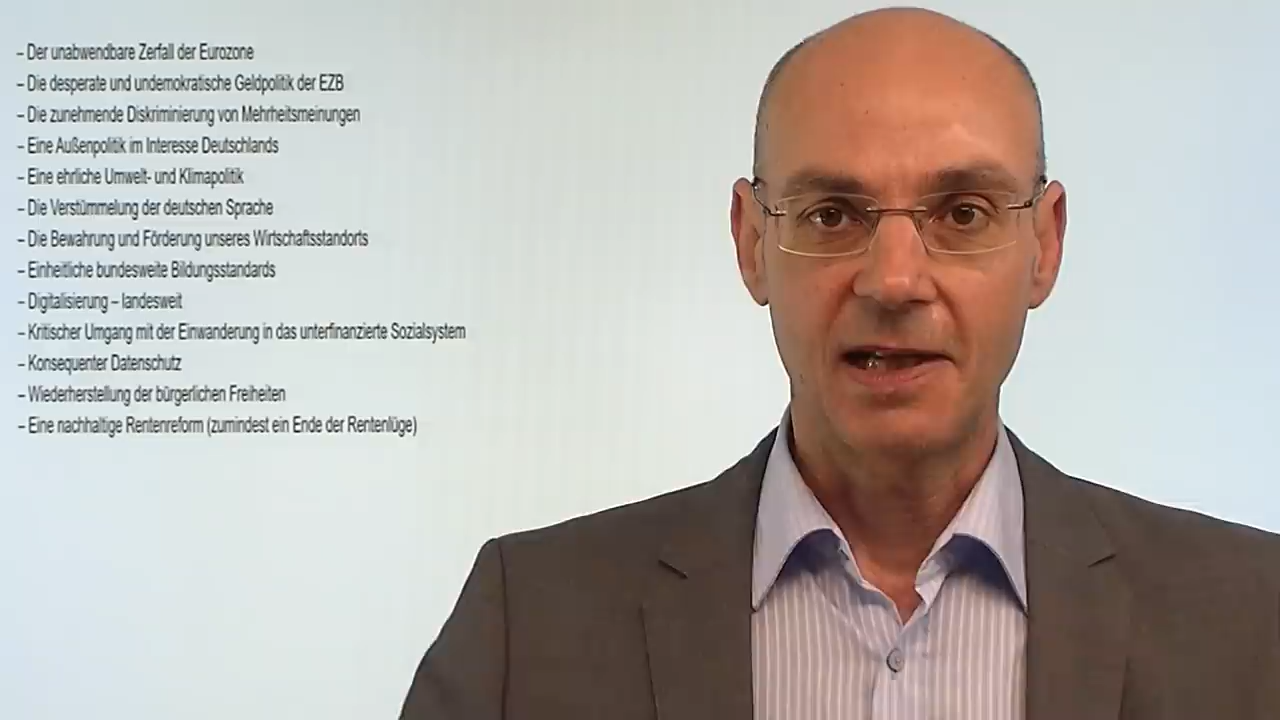 – Der unabwendbare Zerfall der Eurozone
– Die desperate und undemokratische Geldpolitik der EZB
– Die zunehmende Diskriminierung von Mehrheitsmeinungen
– Eine Außenpolitik im Interesse Deutschlands
– Eine ehrliche Umwelt- und Klimapolitik
– Die Verstümmelung der deutschen Sprache
– Die Bewahrung und Förderung unseres Wirtschaftsstandorts
– Einheitliche bundesweite Bildungsstandards
– Digitalisierung – landesweit
– Kritischer Umgang mit der Einwanderung in das unterfinanzierte Sozialsystem
– Konsequenter Datenschutz
– Wiederherstellung der bürgerlichen Freiheiten
– Eine nachhaltige Rentenreform (zumindest ein Ende der Rentenlüge)